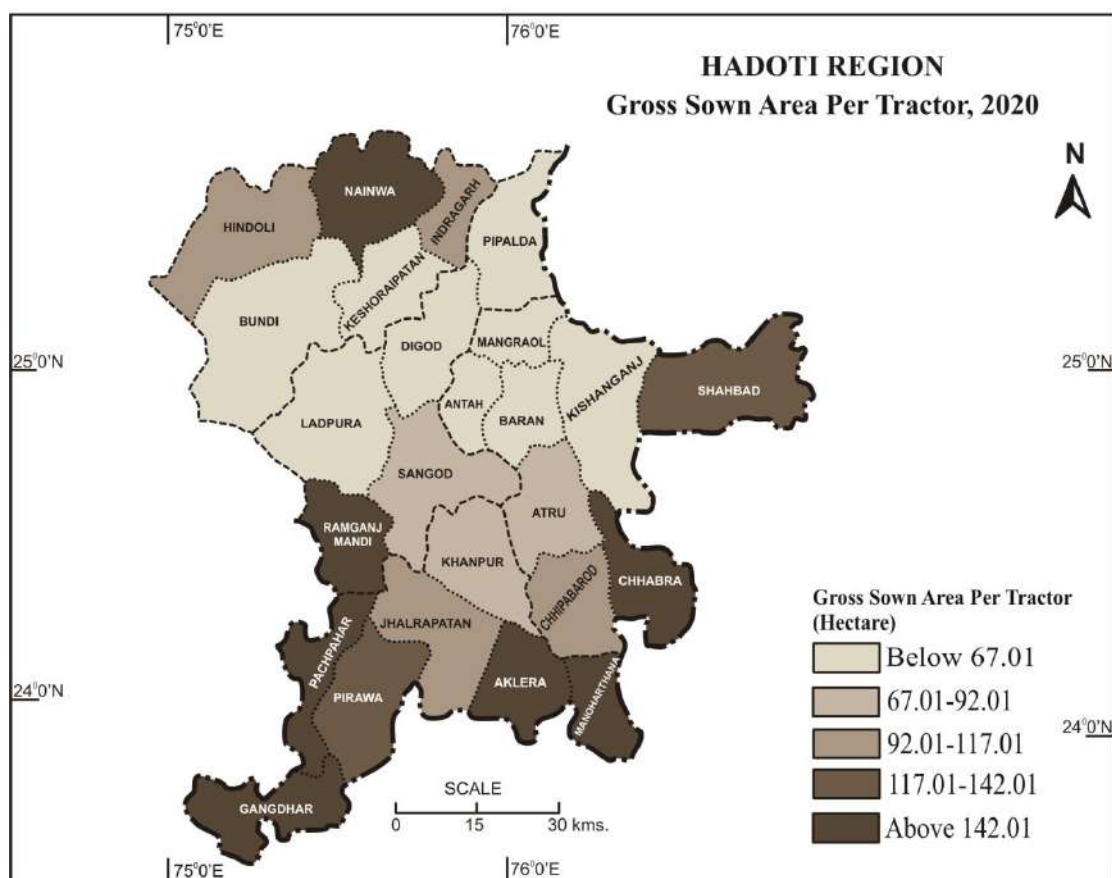 75°0'E
76°0'E
HADOTI REGION
Gross Sown Area Per Tractor, 2020
N
NAINWA
INDRAGARH
HINDOLI
PIPALDA
KESHORAIPATAN
BUNDI
DIGOD
MANGRAOL
25°0'N
25°0'N
KISHANGANJ
SHAHBAD
ANTAH
BARAN
LADPURA
SANGOD
ATRU
RAMGANJ
MANDI
KHANPUR
CHHABRA
CHHIPABAROD
JHALRAPATAN
PACHPAHAR
AKLERA
MANOHARTHANA
PIRAWA
24°0'N
24°0'N
GANGDHAR
SCALE
0 15 30 kms.
Gross Sown Area Per Tractor
(Hectare)
Below 67.01
67.01-92.01
92.01-117.01
117.01-142.01
Above 142.01
75°0'E
76°0'E